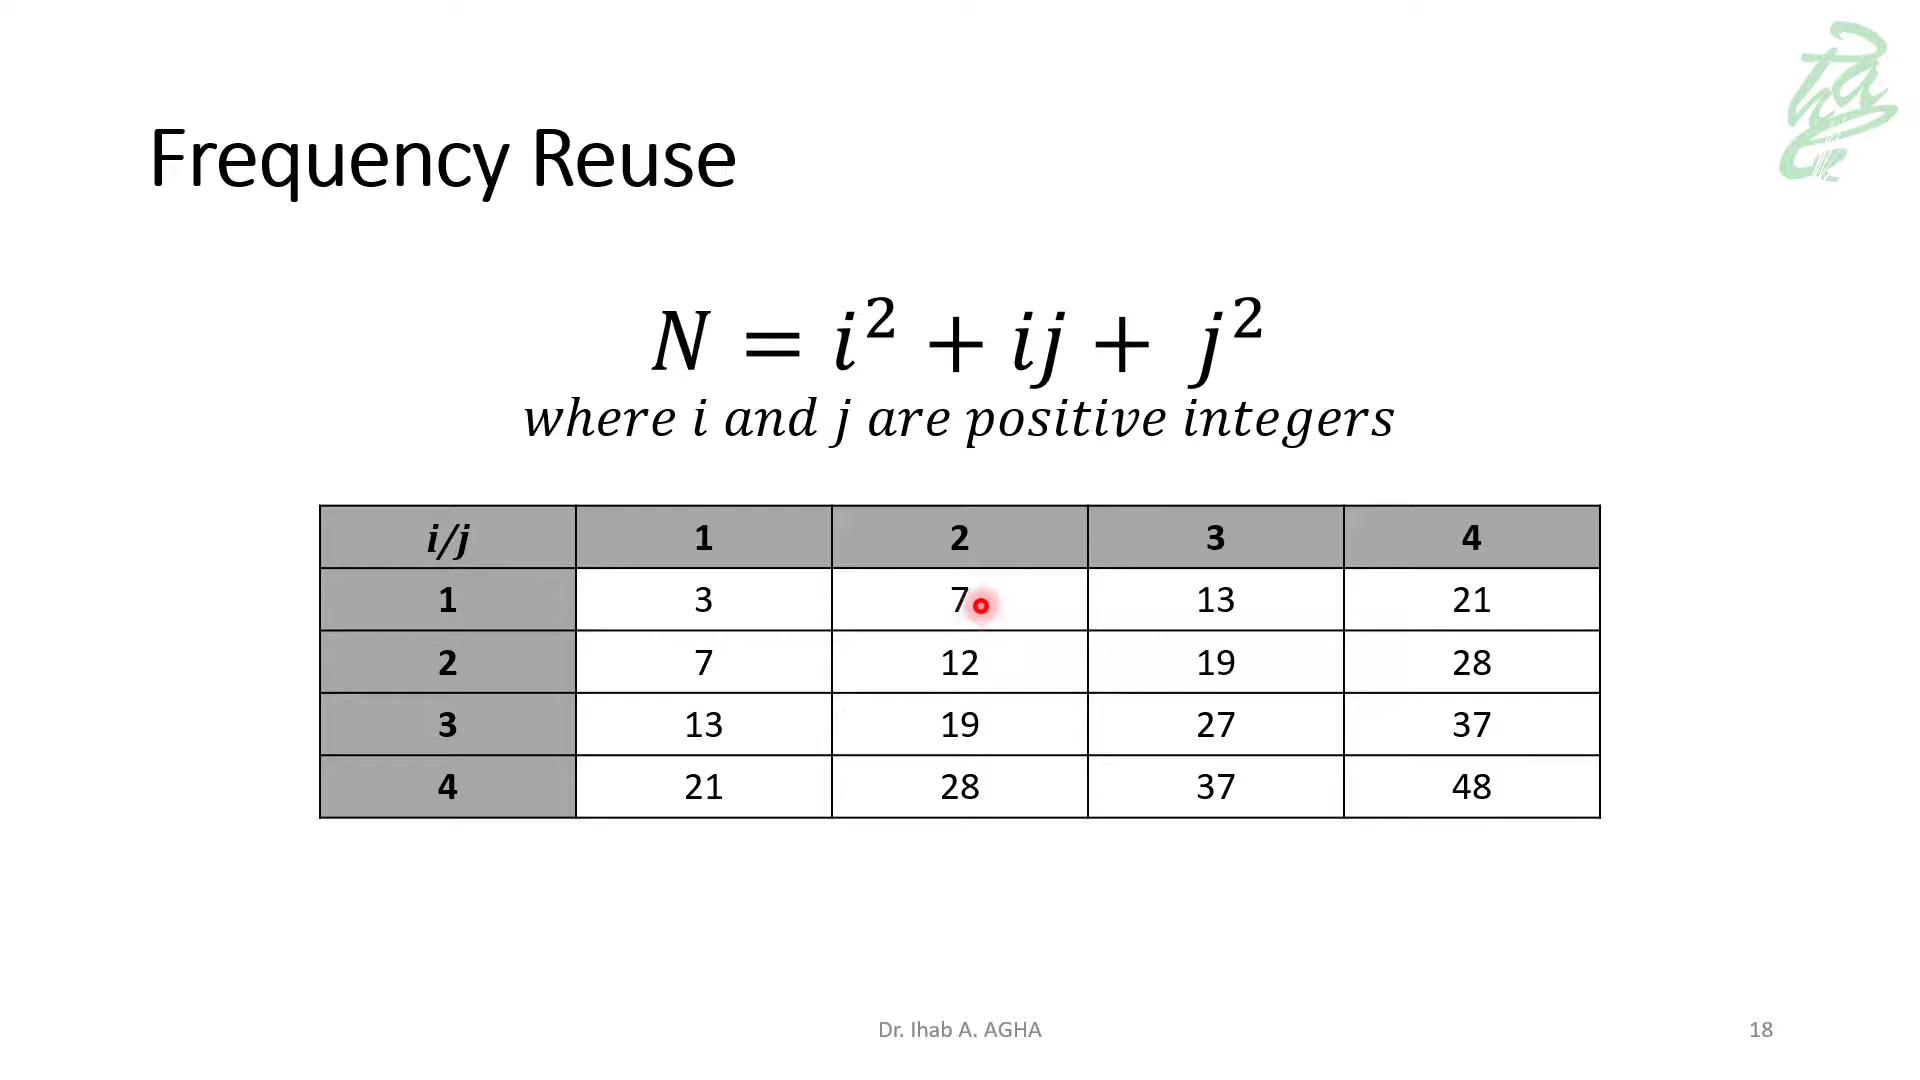 Frequency Reuse
N = i² + ij + j²
where i and j are positive integers
i/j 1 2 3 4
1 3 7 13 21
2 7 12 19 28
3 13 19 27 37
4 21 28 37 48
Dr. Ihab A. AGHA 18